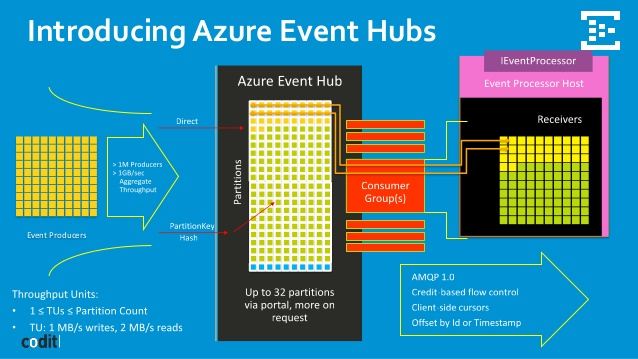 Introducing Azure Event Hubs
IEventProcessor
Event Processor Host
Receivers
Azure Event Hub
Direct
> 1M Producers
> 1GB/sec
Aggregate
Throughput
Partitions
Consumer
Group(s)
PartitionKey
Hash
Event Producers
Up to 32 partitions
via portal, more on
request
Throughput Units:
• 1 ≤ TUs ≤ Partition Count
• TU: 1 MB/s writes, 2 MB/s reads
AMQP 1.0
Credit-based flow control
Client-side cursors
Offset by Id or Timestamp
codit